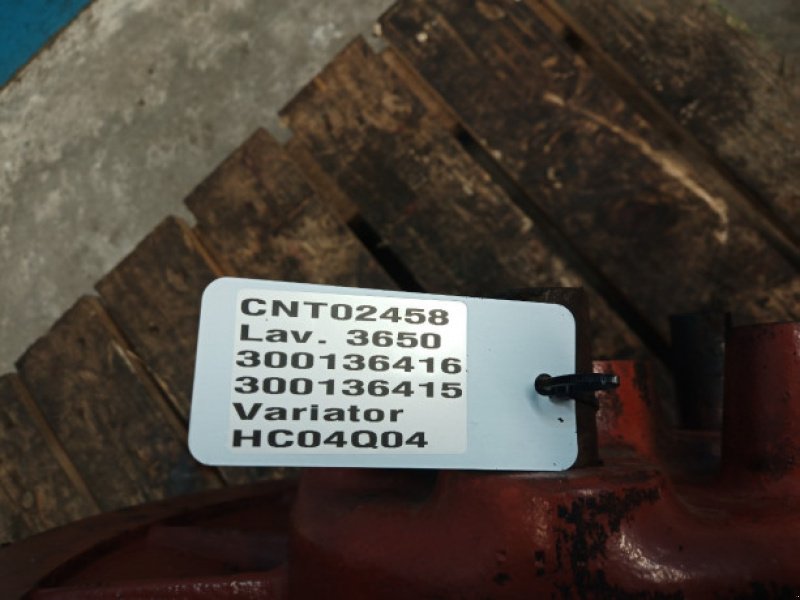 CNT02458
Lav. 3650
300136416
300136415
Variator
HC04Q04